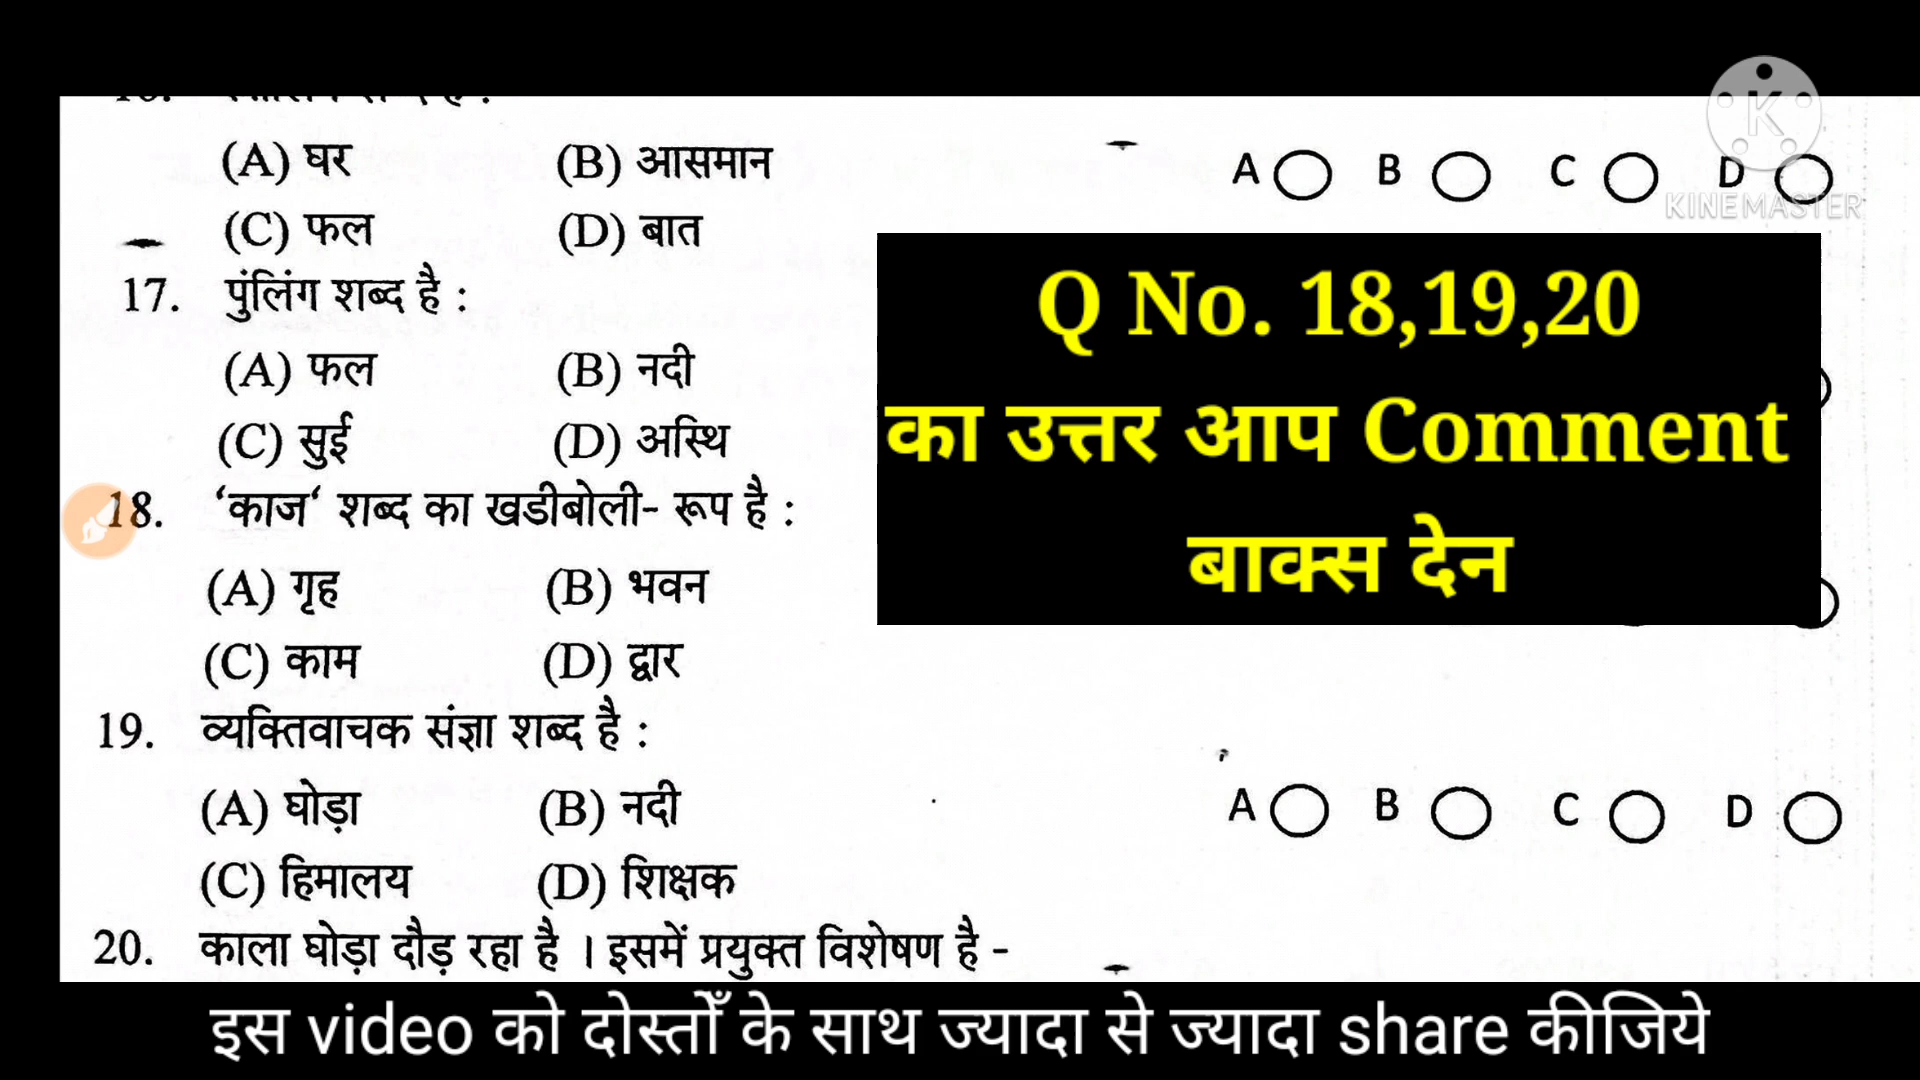 (A) घर (B) आसमान A B C D
KINEMASTER
(C) फल (D) बात
17. पुंलिंग शब्द है :
(A) फल (B) नदी
(C) सुई (D) अस्थि
18. ‘काज‘ शब्द का खडीबोली- रूप है :
(A) गृह (B) भवन
(C) काम (D) द्वार
Q No. 18,19,20
का उत्तर आप Comment
बाक्स देन
19. व्यक्तिवाचक संज्ञा शब्द है :
(A) घोड़ा (B) नदी A B C D
(C) हिमालय (D) शिक्षक
20. काला घोड़ा दौड़ रहा है । इसमें प्रयुक्त विशेषण है -
इस video को दोस्तोँ के साथ ज्यादा से ज्यादा share कीजिये